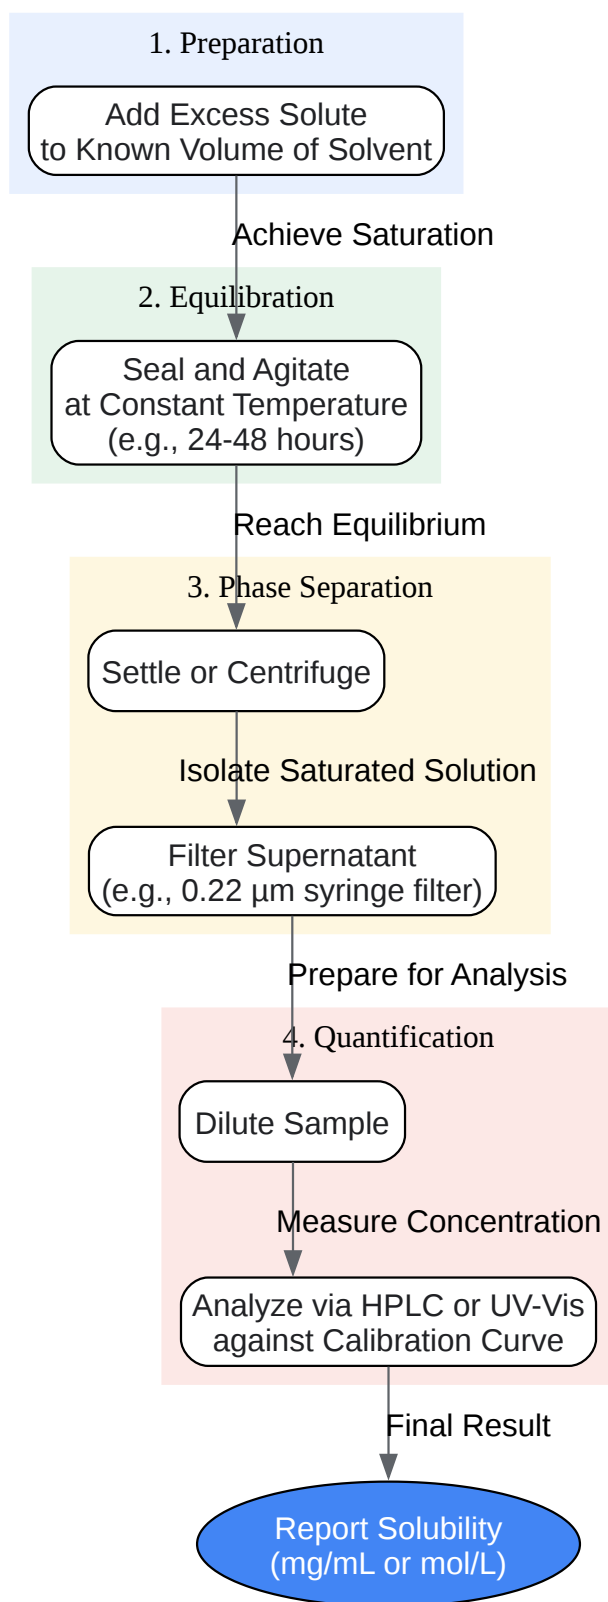 1. Preparation
Add Excess Solute
to Known Volume of Solvent
Achieve Saturation
2. Equilibration
Seal and Agitate
at Constant Temperature
(e.g., 24-48 hours)
Reach Equilibrium
3. Phase Separation
Settle or Centrifuge
Isolate Saturated Solution
Filter Supernatant
(e.g., 0.22 µm syringe filter)
Prepare for Analysis
4. Quantification
Dilute Sample
Measure Concentration
Analyze via HPLC or UV-Vis
against Calibration Curve
Final Result
Report Solubility
(mg/mL or mol/L)